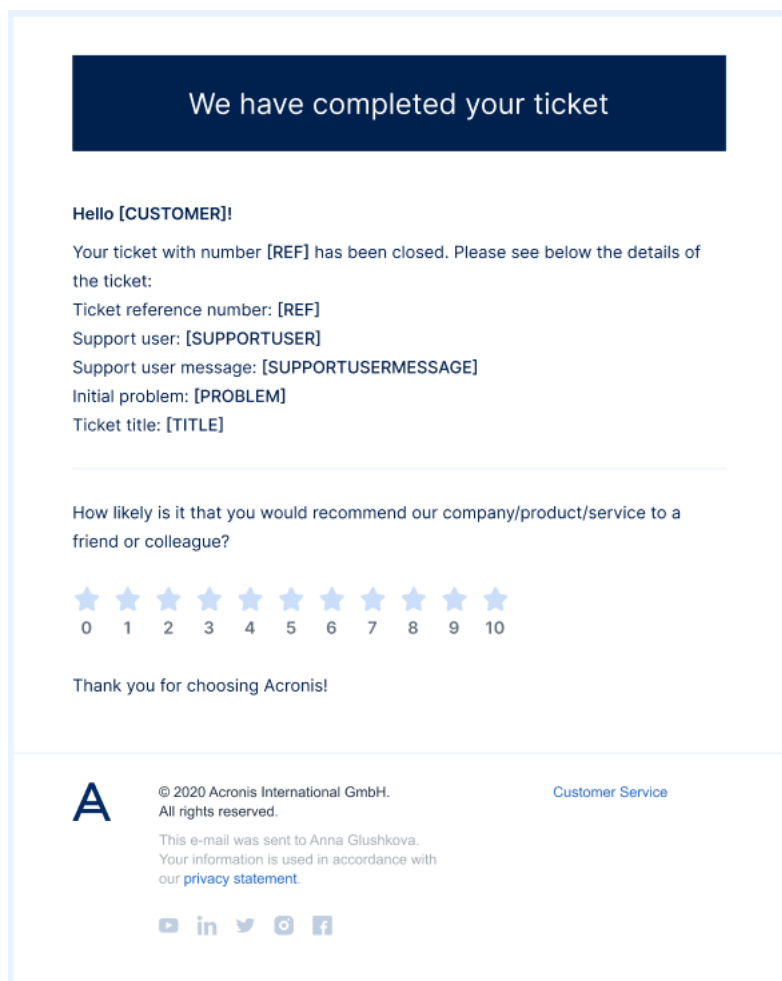 We have completed your ticket
Hello [CUSTOMER]!
Your ticket with number [REF] has been closed. Please see below the details of
the ticket:
Ticket reference number: [REF]
Support user: [SUPPORTUSER]
Support user message: [SUPPORTUSERMESSAGE]
Initial problem: [PROBLEM]
Ticket title: [TITLE]
How likely is it that you would recommend our company/product/service to a
friend or colleague?
0 1 2 3 4 5 6 7 8 9 10
Thank you for choosing Acronis!
© 2020 Acronis International GmbH.
All rights reserved.
Customer Service
This e-mail was sent to Anna Glushkova.
Your information is used in accordance with
our privacy statement.